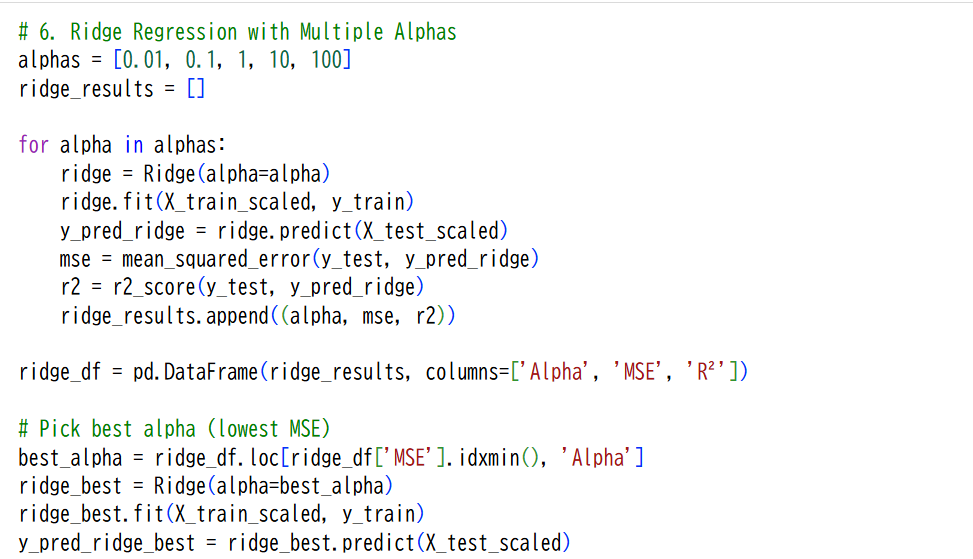 # 6. Ridge Regression with Multiple Alphas
alphas = [0.01, 0.1, 1, 10, 100]
ridge_results = []

for alpha in alphas:
    ridge = Ridge(alpha=alpha)
    ridge.fit(X_train_scaled, y_train)
    y_pred_ridge = ridge.predict(X_test_scaled)
    mse = mean_squared_error(y_test, y_pred_ridge)
    r2 = r2_score(y_test, y_pred_ridge)
    ridge_results.append((alpha, mse, r2))

ridge_df = pd.DataFrame(ridge_results, columns=['Alpha', 'MSE', 'R²'])

# Pick best alpha (lowest MSE)
best_alpha = ridge_df.loc[ridge_df['MSE'].idxmin(), 'Alpha']
ridge_best = Ridge(alpha=best_alpha)
ridge_best.fit(X_train_scaled, y_train)
y_pred_ridge_best = ridge_best.predict(X_test_scaled)